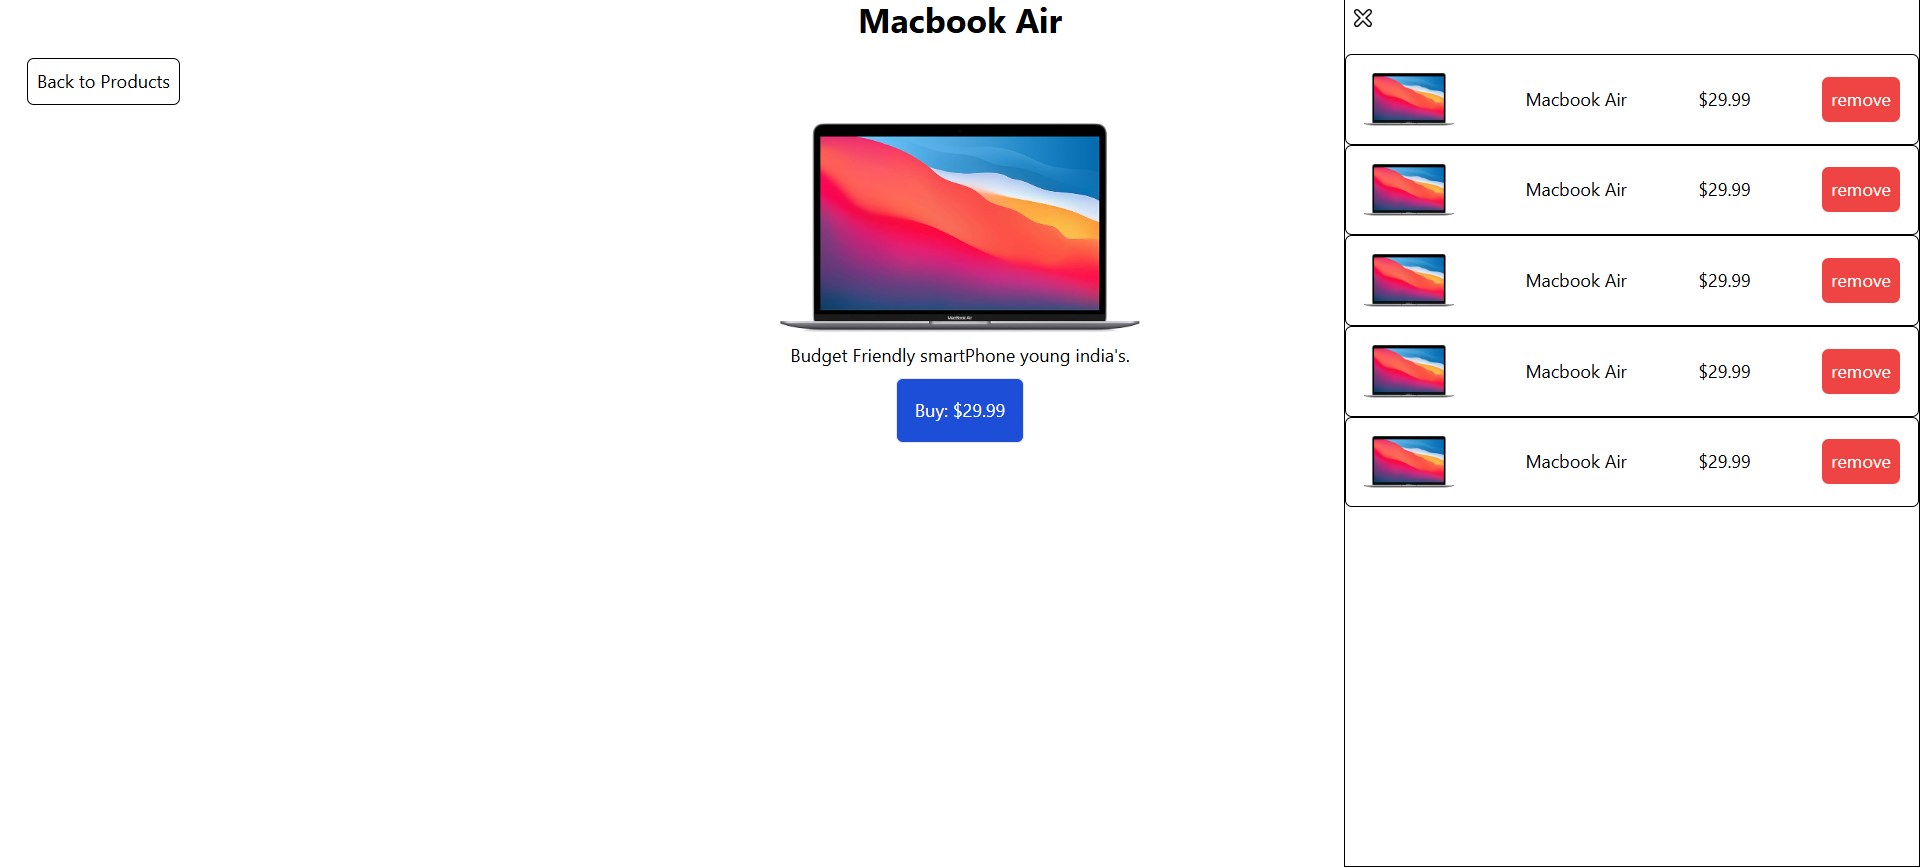 Macbook Air
Back to Products
MacBook Air
Budget Friendly smartPhone young india's.
Buy: $29.99
Macbook Air $29.99 remove
Macbook Air $29.99 remove
Macbook Air $29.99 remove
Macbook Air $29.99 remove
Macbook Air $29.99 remove